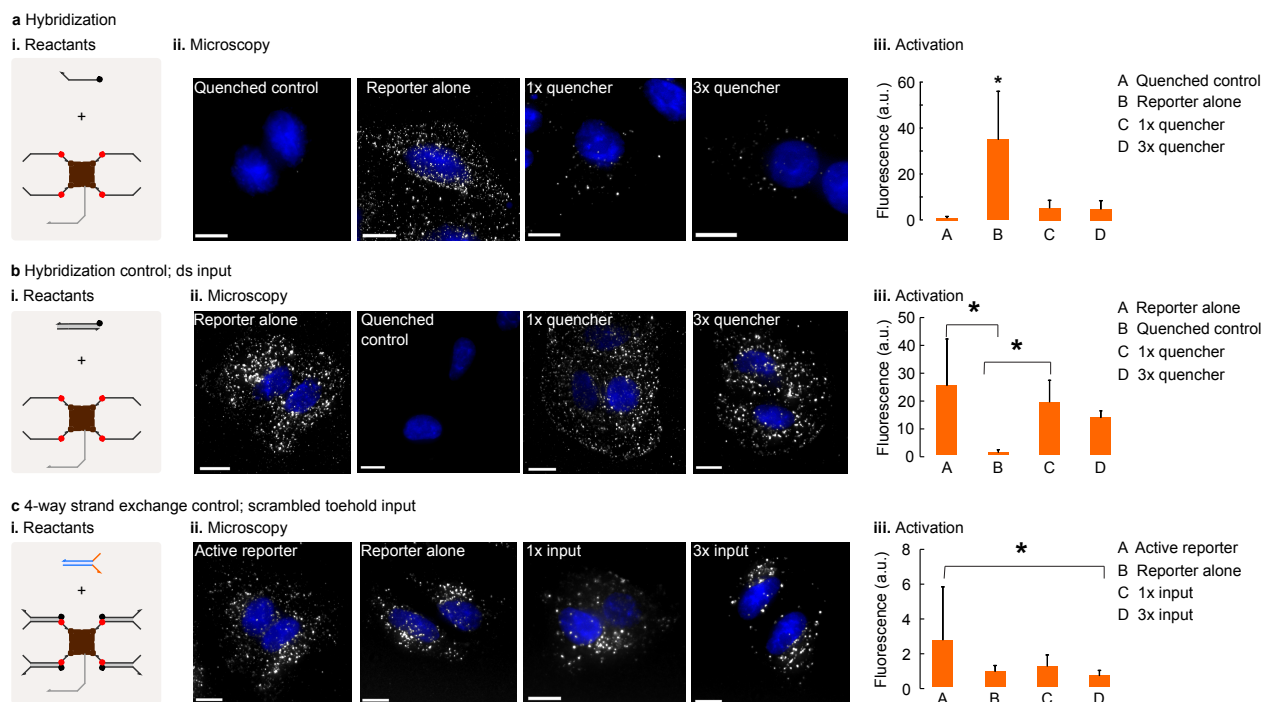 a Hybridization
i. Reactants
ii. Microscopy
iii. Activation
+
Quenched control
Reporter alone
1x quencher
3x quencher
Fluorescence (a.u.)
60
40
20
0
*
A B C D
A Quenched control
B Reporter alone
C 1x quencher
D 3x quencher
b Hybridization control; ds input
i. Reactants
ii. Microscopy
iii. Activation
+
Reporter alone
Quenched
control
1x quencher
3x quencher
Fluorescence (a.u.)
50
40
30
20
10
0
*
*
A B C D
A Reporter alone
B Quenched control
C 1x quencher
D 3x quencher
c 4-way strand exchange control; scrambled toehold input
i. Reactants
ii. Microscopy
iii. Activation
+
Active reporter
Reporter alone
1x input
3x input
Fluorescence (a.u.)
8
6
4
2
0
*
A B C D
A Active reporter
B Reporter alone
C 1x input
D 3x input